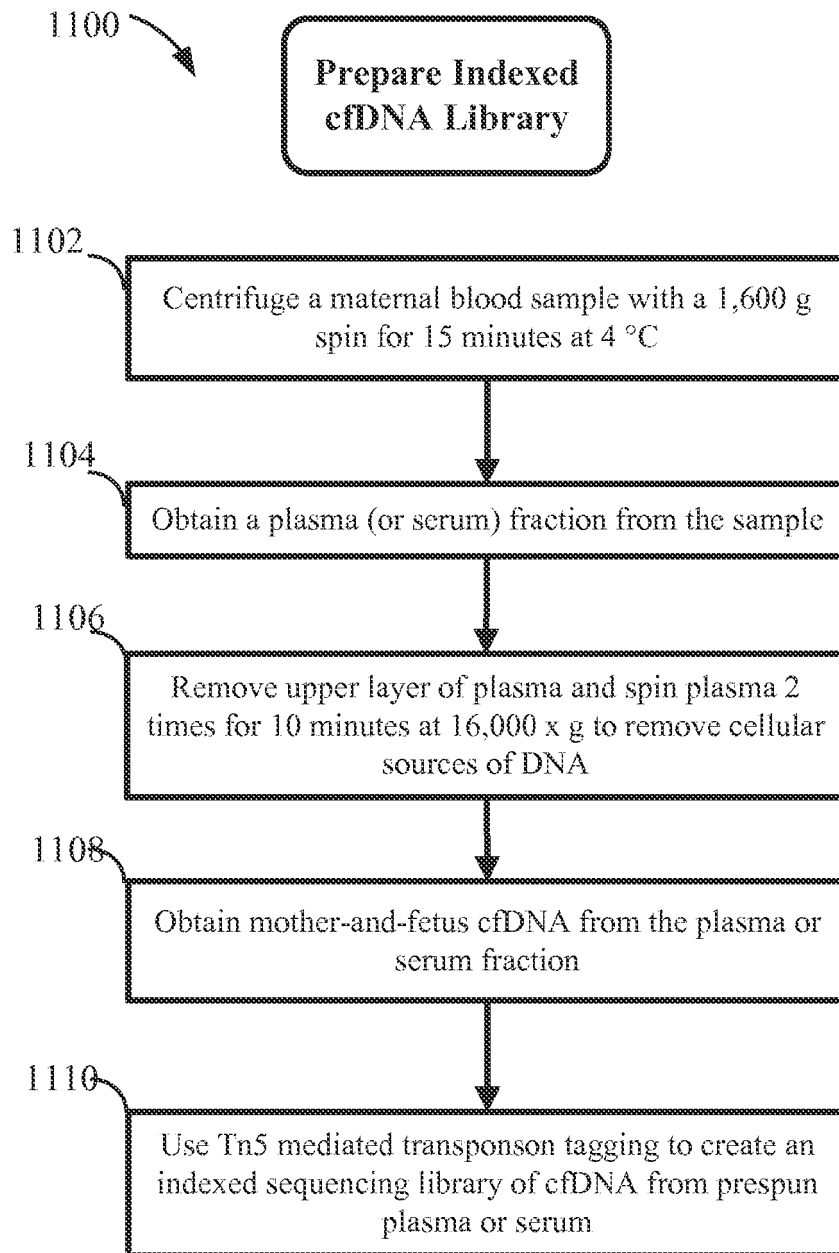 1100
Prepare Indexed
cfDNA Library
1102
Centrifuge a maternal blood sample with a 1,600 g
spin for 15 minutes at 4 °C
1104
Obtain a plasma (or serum) fraction from the sample
1106
Remove upper layer of plasma and spin plasma 2
times for 10 minutes at 16,000 x g to remove cellular
sources of DNA
1108
Obtain mother-and-fetus cfDNA from the plasma or
serum fraction
1110
Use Tn5 mediated transponson tagging to create an
indexed sequencing library of cfDNA from prespun
plasma or serum